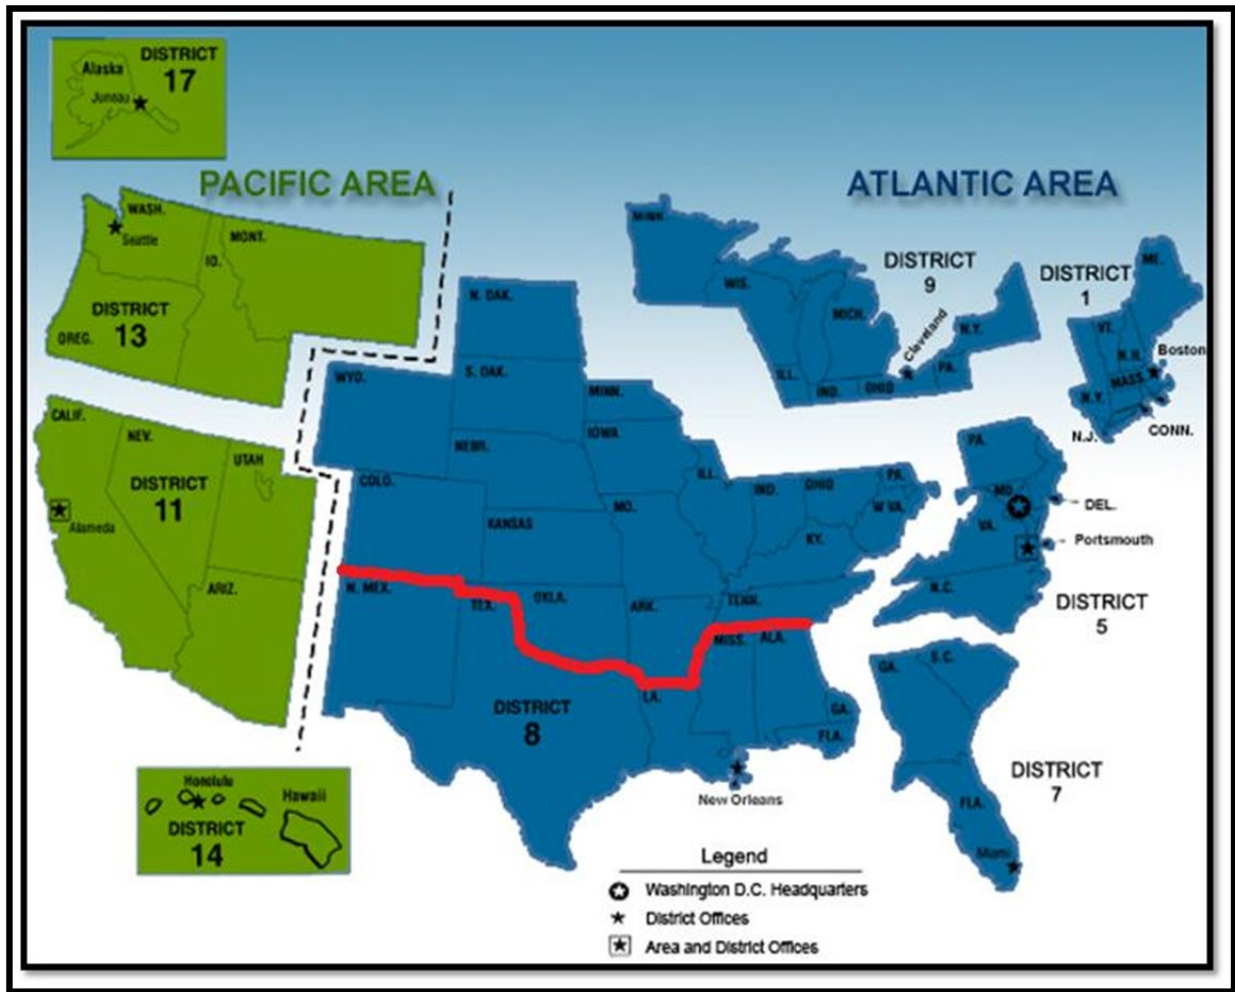 DISTRICT
17
Alaska
Juneau
PACIFIC AREA
ATLANTIC AREA
WASH.
Seattle
MONT.
ID.
DISTRICT
13
OREG.
N. DAK.
S. DAK.
WYO.
MINN.
NEBR.
IOWA
MINN.
WIS.
MICH.
DISTRICT
9
Cleveland
N.Y.
PA.
ILL.
IND.
OHIO
DISTRICT
1
ME.
VT.
N.H.
Boston
MASS.
N.Y.
N.J.
CONN.
CALIF.
NEV.
UTAH
DISTRICT
11
Alameda
ARIZ.
COLO.
KANSAS
MO.
ILL.
IND.
OHIO
PA.
W VA.
KY.
PA.
MD.
DEL.
VA.
Portsmouth
N.C.
DISTRICT
5
N. MEX.
TEX.
OKLA.
ARK.
TENN.
MISS.
ALA.
LA.
GA.
FLA.
DISTRICT
8
New Orleans
GA.
S.C.
DISTRICT
7
FLA.
Miami
Honolulu
Hawaii
DISTRICT
14
Legend
Washington D.C. Headquarters
District Offices
Area and District Offices